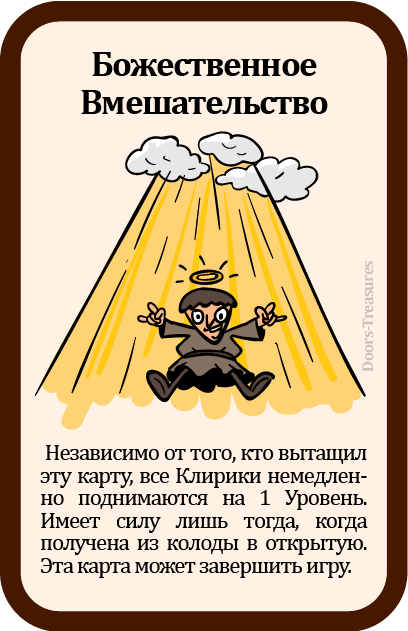 Божественное
Вмешательство
Doors-Treasures
Независимо от того, кто вытащил
эту карту, все Клирики немедлен-
но поднимаются на 1 Уровень.
Имеет силу лишь тогда, когда
получена из колоды в открытую.
Эта карта может завершить игру.